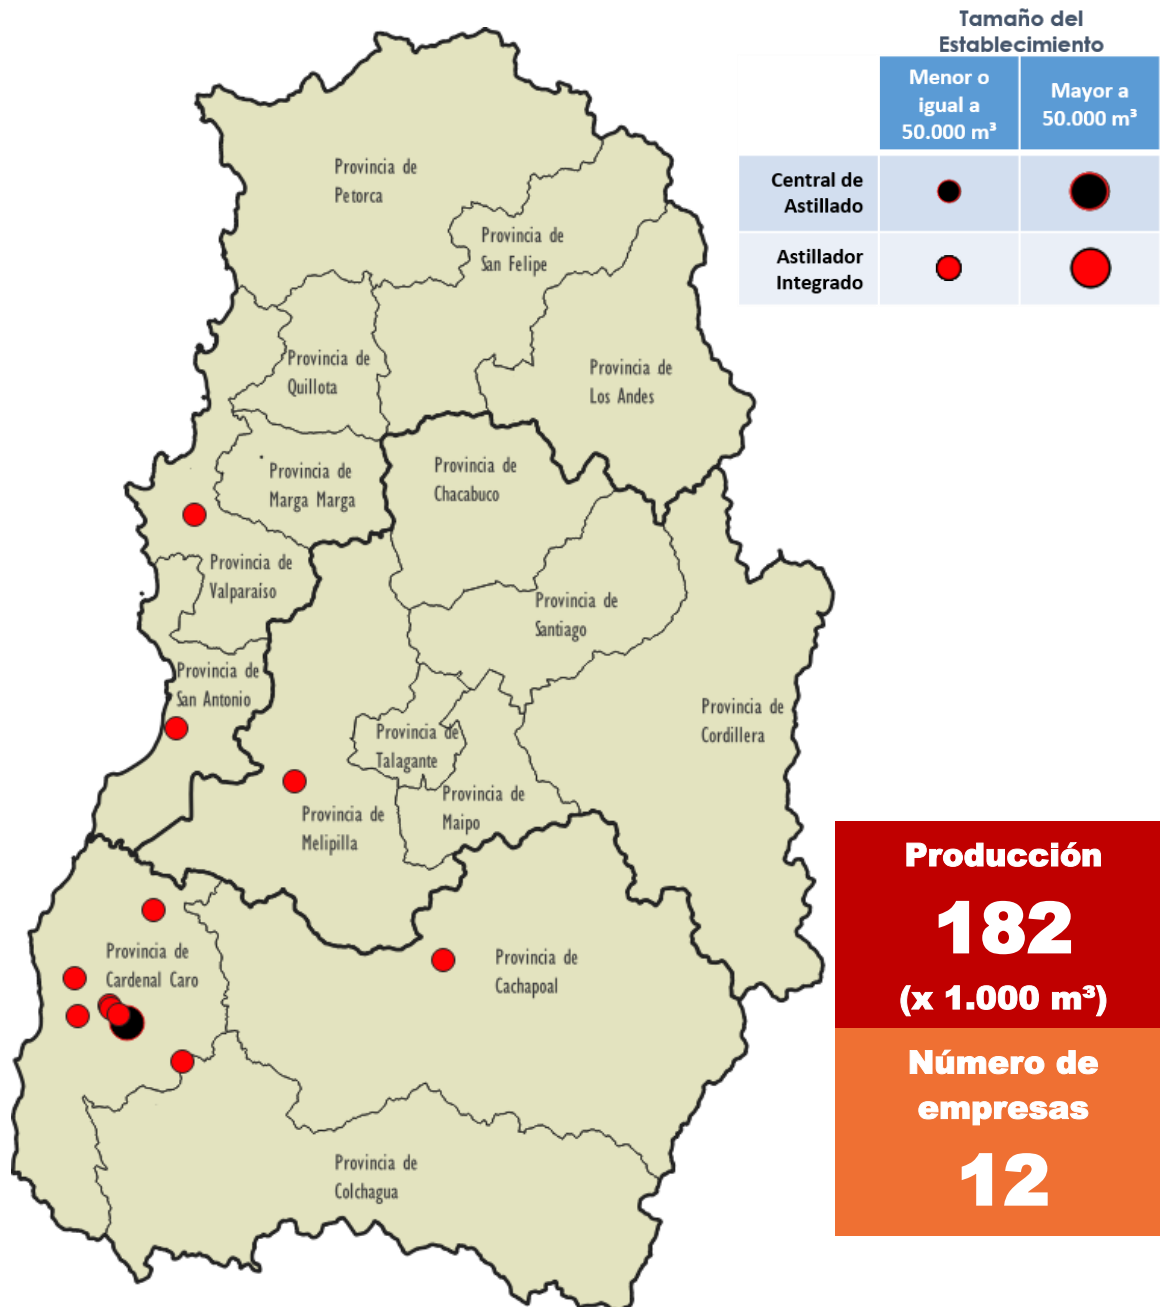 Tamaño del
Establecimiento
Menor o
igual a
50.000 m³
Mayor a
50.000 m³
Central de
Astillado
Astillador
Integrado
Provincia de
Petorca
Provincia de
San Felipe
Provincia de
Quillota
Provincia de
Los Andes
Provincia de
Marga Marga
Provincia de
Chacabuco
Provincia de
Valparaíso
Provincia de
Santiago
Provincia de
San Antonio
Provincia de
Cordillera
Provincia de
Talagante
Provincia de
Maipo
Provincia de
Melipilla
Provincia de
Cardenal Caro
Provincia de
Cachapoal
Provincia de
Colchagua
Producción
182
(x 1.000 m³)
Número de
empresas
12